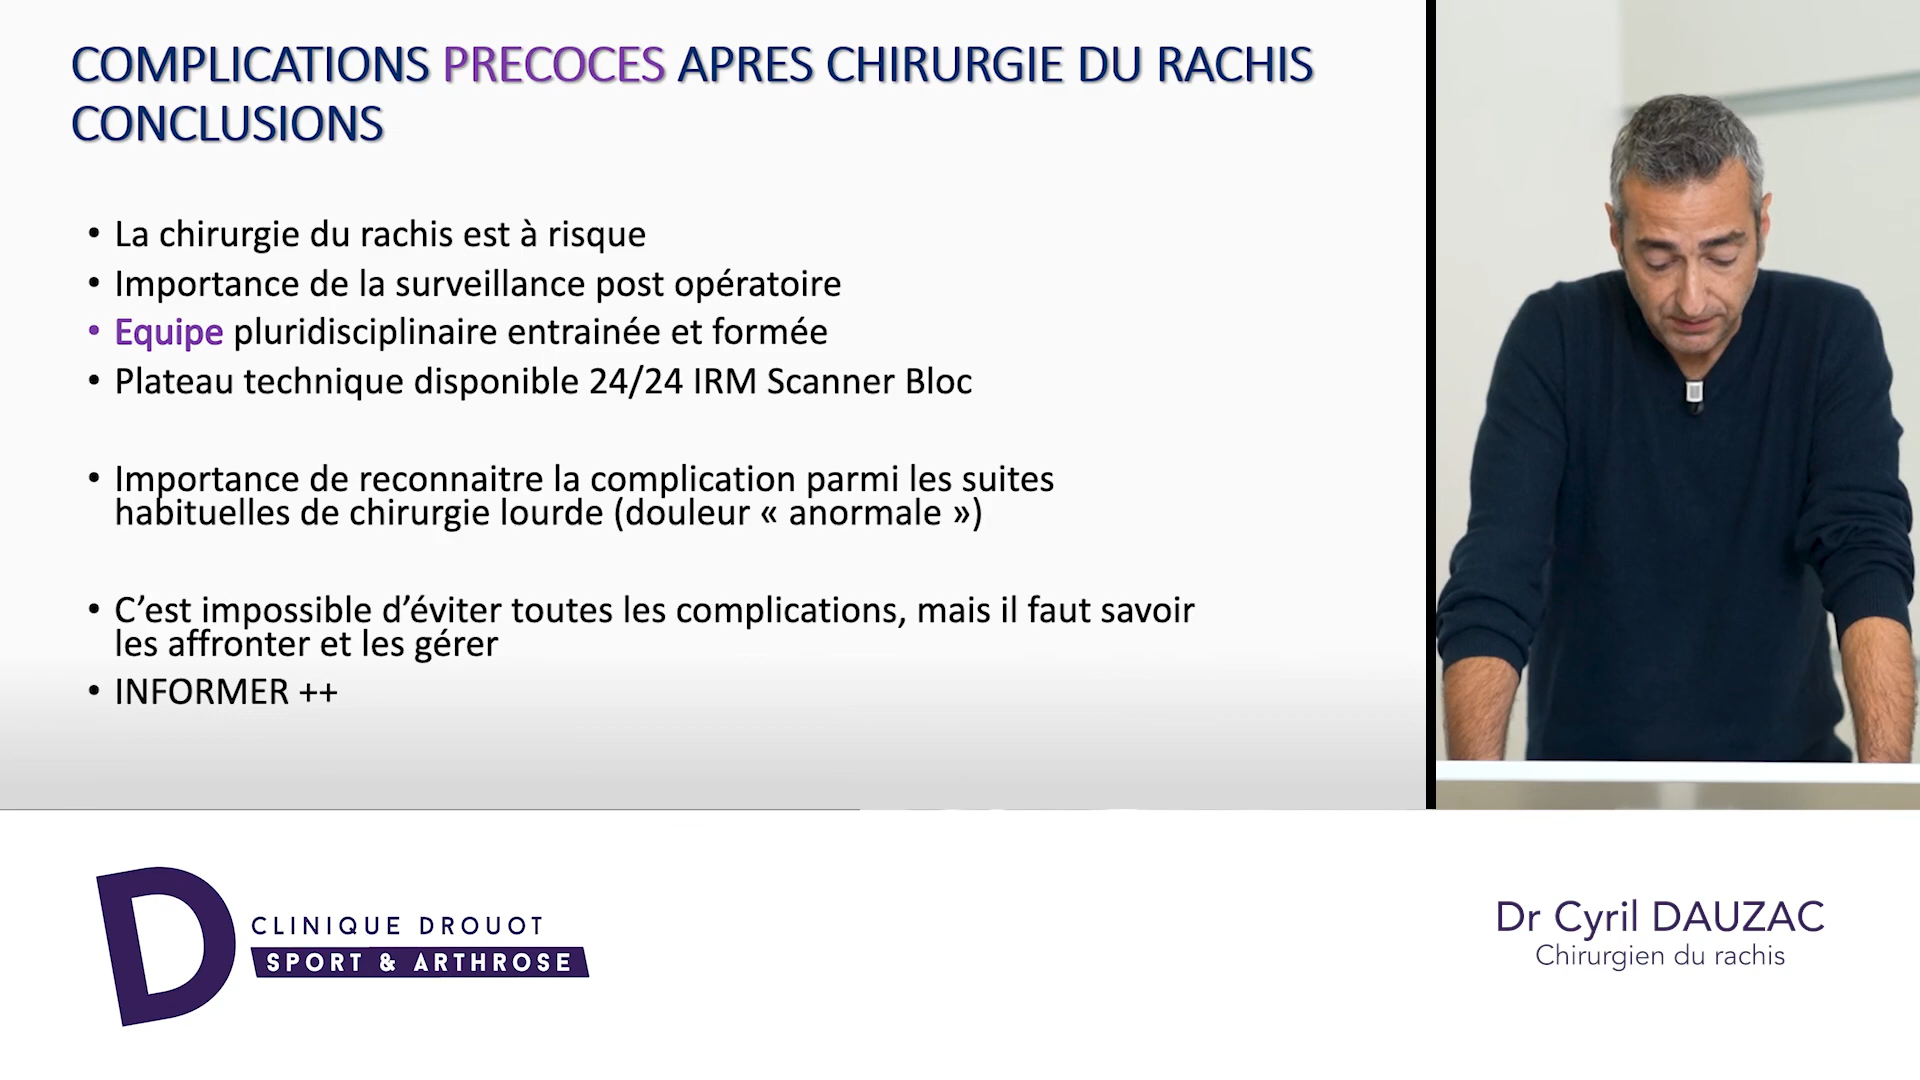 COMPLICATIONS PRECOCES APRES CHIRURGIE DU RACHIS
CONCLUSIONS
• La chirurgie du rachis est à risque
• Importance de la surveillance post opératoire
• Equipe pluridisciplinaire entrainée et formée
• Plateau technique disponible 24/24 IRM Scanner Bloc
• Importance de reconnaitre la complication parmi les suites
habituelles de chirurgie lourde (douleur « anormale »)
• C’est impossible d’éviter toutes les complications, mais il faut savoir
les affronter et les gérer
• INFORMER ++
D
CLINIQUE DROUOT
SPORT & ARTHROSE
Dr Cyril DAUZAC
Chirurgien du rachis